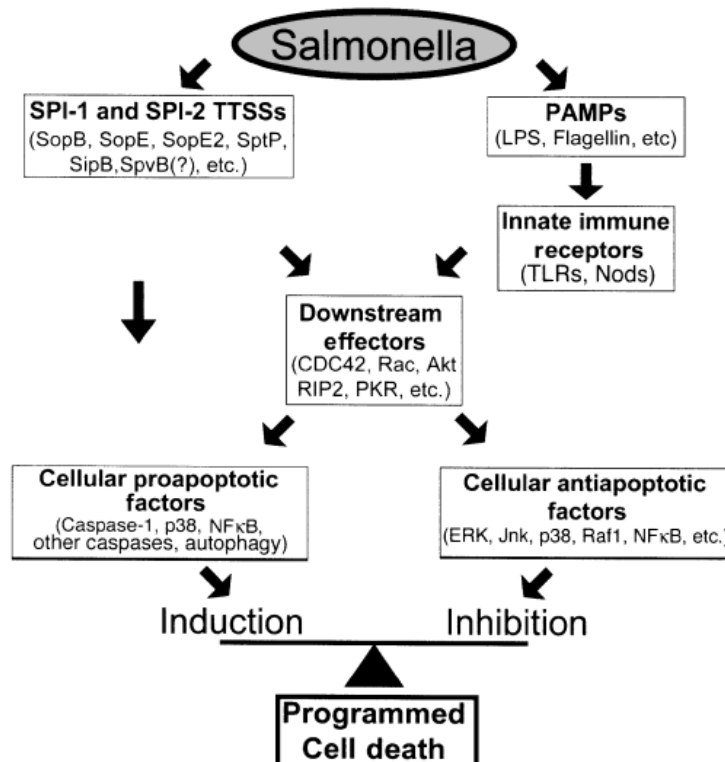 Salmonella
SPI-1 and SPI-2 TTSSs
(SopB, SopE, SopE2, SptP,
SipB,SpvB(?), etc.)
PAMPs
(LPS, Flagellin, etc)
Innate immune
receptors
(TLRs, Nods)
Downstream
effectors
(CDC42, Rac, Akt
RIP2, PKR, etc.)
Cellular proapoptotic
factors
(Caspase-1, p38, NFκB,
other caspases, autophagy)
Cellular antiapoptotic
factors
(ERK, Jnk, p38, Raf1, NFκB, etc.)
Induction
Inhibition
Programmed
Cell death